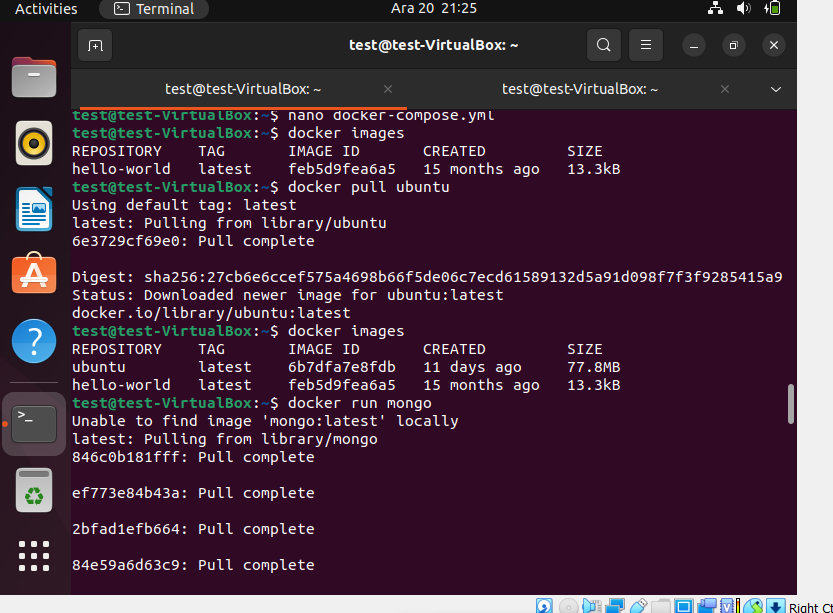 Activities
Terminal
Ara 20 21:25
test@test-VirtualBox: ~
test@test-VirtualBox: ~
test@test-VirtualBox: ~
test@test-VirtualBox:~$ nano docker-compose.yml
test@test-VirtualBox:~$ docker images
REPOSITORY TAG IMAGE ID CREATED SIZE
hello-world latest feb5d9fea6a5 15 months ago 13.3kB
test@test-VirtualBox:~$ docker pull ubuntu
Using default tag: latest
latest: Pulling from library/ubuntu
6e3729cf69e0: Pull complete
Digest: sha256:27cb6e6ccef575a4698b66f5de06c7ecd61589132d5a91d098f7f3f9285415a9
Status: Downloaded newer image for ubuntu:latest
docker.io/library/ubuntu:latest
test@test-VirtualBox:~$ docker images
REPOSITORY TAG IMAGE ID CREATED SIZE
ubuntu latest 6b7dfa7e8fdb 11 days ago 77.8MB
hello-world latest feb5d9fea6a5 15 months ago 13.3kB
test@test-VirtualBox:~$ docker run mongo
Unable to find image 'mongo:latest' locally
latest: Pulling from library/mongo
846c0b181fff: Pull complete
ef773e84b43a: Pull complete
2bfad1efb664: Pull complete
84e59a6d63c9: Pull complete
Right Ct